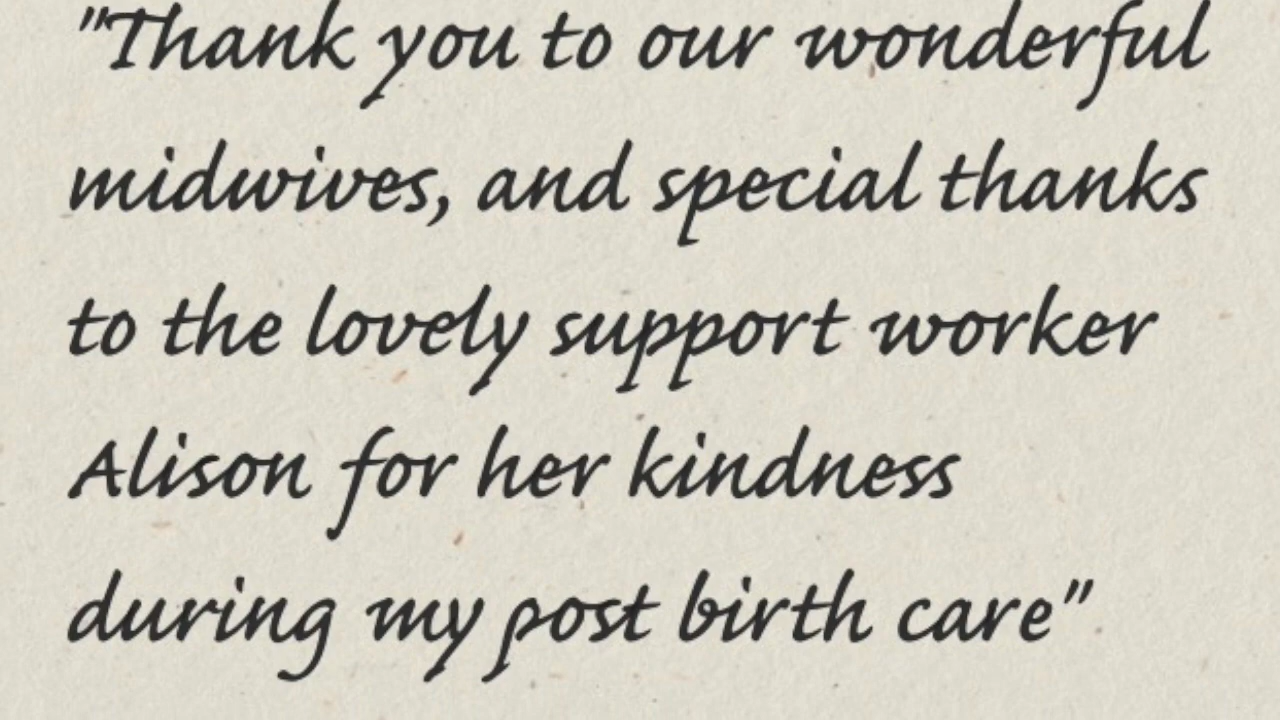 "Thank you to our wonderful
midwives, and special thanks
to the lovely support worker
Alison for her kindness
during my post birth care"